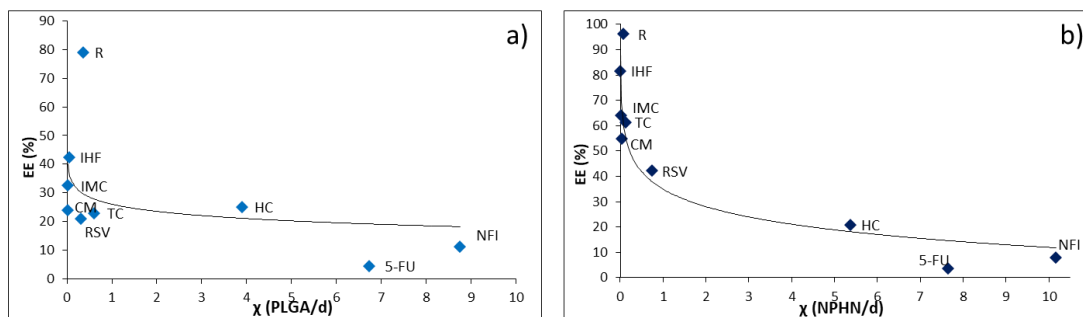 a)
EE (%)
90
80
70
60
50
40
30
20
10
0
R
IHF
IMC
CM
TC
RSV
HC
NFI
5-FU
0 1 2 3 4 5 6 7 8 9 10
χ (PLGA/d)
b)
EE (%)
100
90
80
70
60
50
40
30
20
10
0
R
IHF
IMC
TC
CM
RSV
HC
NFI
5-FU
0 1 2 3 4 5 6 7 8 9 10
χ (NPHN/d)